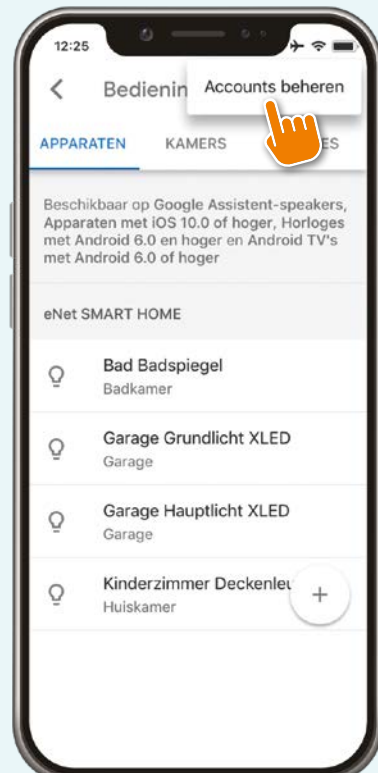 12:25
Bedienin
Accounts beheren
APPARATEN KAMERS ES
Beschikbaar op Google Assistent-speakers,
Apparaten met iOS 10.0 of hoger, Horloges
met Android 6.0 en hoger en Android TV's
met Android 6.0 of hoger
eNet SMART HOME
Bad Badspiegel
Badkamer
Garage Grundlicht XLED
Garage
Garage Hauptlicht XLED
Garage
Kinderzimmer Deckenleu
Huiskamer
+